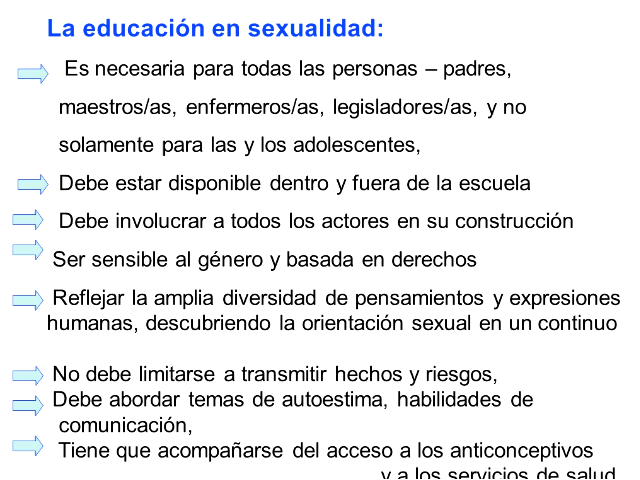 La educación en sexualidad:
Es necesaria para todas las personas – padres,
maestros/as, enfermeros/as, legisladores/as, y no
solamente para las y los adolescentes,
Debe estar disponible dentro y fuera de la escuela
Debe involucrar a todos los actores en su construcción
Ser sensible al género y basada en derechos
Reflejar la amplia diversidad de pensamientos y expresiones
humanas, descubriendo la orientación sexual en un continuo
No debe limitarse a transmitir hechos y riesgos,
Debe abordar temas de autoestima, habilidades de
comunicación,
Tiene que acompañarse del acceso a los anticonceptivos
y a los servicios de salud